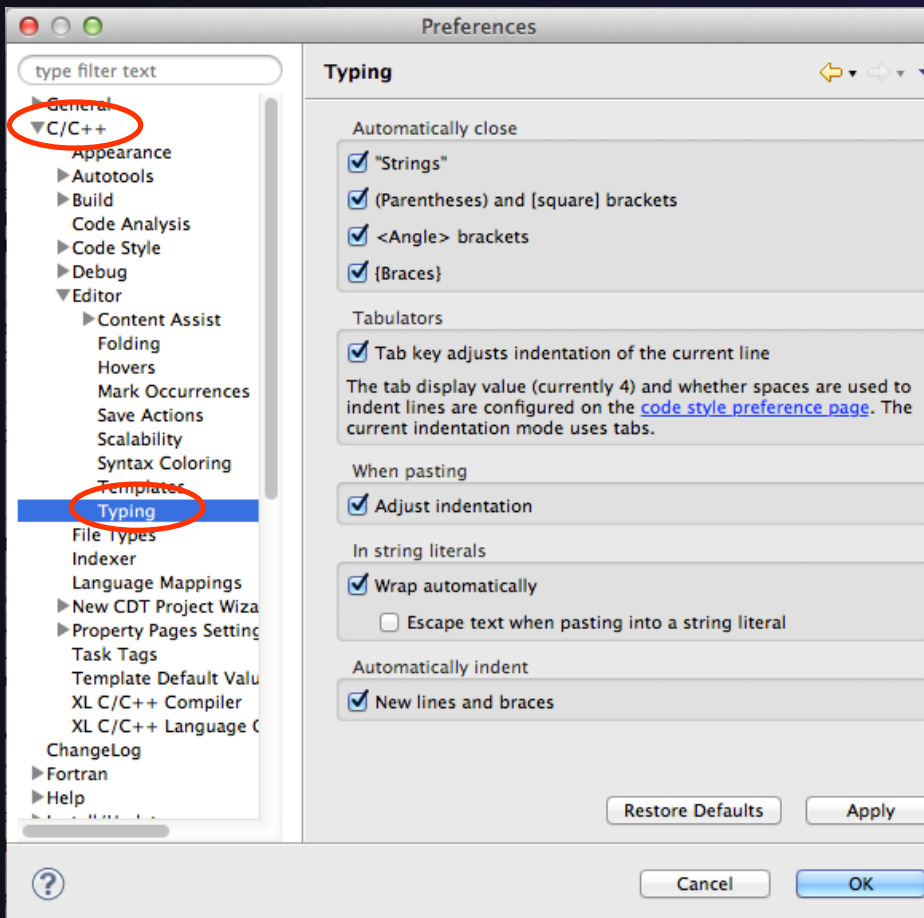 Preferences
type filter text
General
C/C++
Appearance
Autotools
Build
Code Analysis
Code Style
Debug
Editor
Content Assist
Folding
Hovers
Mark Occurrences
Save Actions
Scalability
Syntax Coloring
Templates
Typing
File Types
Indexer
Language Mappings
New CDT Project Wiza
Property Pages Setting
Task Tags
Template Default Valu
XL C/C++ Compiler
XL C/C++ Language
ChangeLog
Fortran
Help
Typing
Automatically close
"Strings"
(Parentheses) and [square] brackets
<Angle> brackets
{Braces}
Tabulators
Tab key adjusts indentation of the current line
The tab display value (currently 4) and whether spaces are used to
indent lines are configured on the code style preference page. The
current indentation mode uses tabs.
When pasting
Adjust indentation
In string literals
Wrap automatically
Escape text when pasting into a string literal
Automatically indent
New lines and braces
Restore Defaults
Apply
?
Cancel
OK